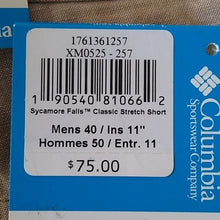 1761361257
XM0525 - 257
1 90540 81066 2
Sycamore Falls™ Classic Stretch Short
Mens 40 / Ins 11"
Hommes 50 / Entr. 11
$75.00
Columbia
Sportswear Company